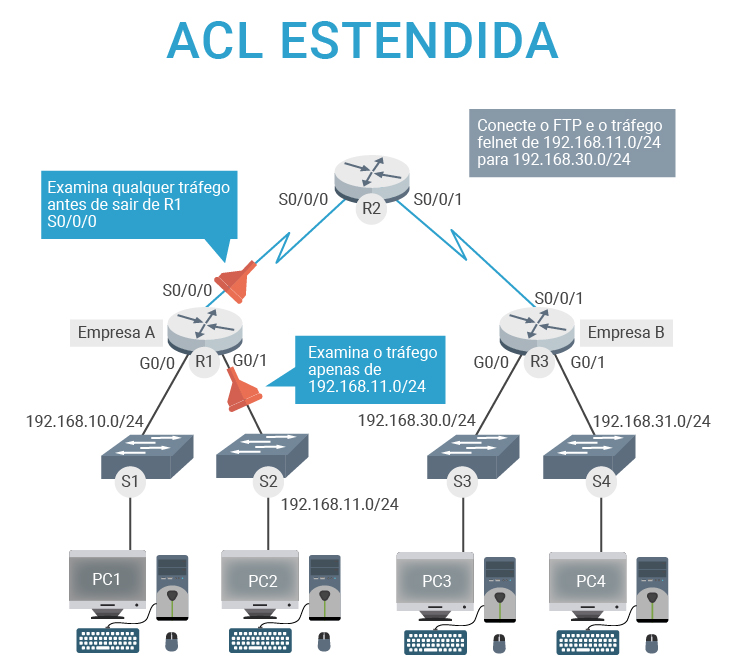 ACL ESTENDIDA
Conecte o FTP e o tráfego
felnet de 192.168.11.0/24
para 192.168.30.0/24
Examina qualquer tráfego
antes de sair de R1
S0/0/0
S0/0/0
R2
S0/0/1
S0/0/0
S0/0/1
Empresa A
R1
G0/0
G0/1
Examina o tráfego
apenas de
192.168.11.0/24
Empresa B
R3
G0/0
G0/1
192.168.10.0/24
192.168.30.0/24
192.168.31.0/24
S1
S2
S3
S4
192.168.11.0/24
PC1
PC2
PC3
PC4